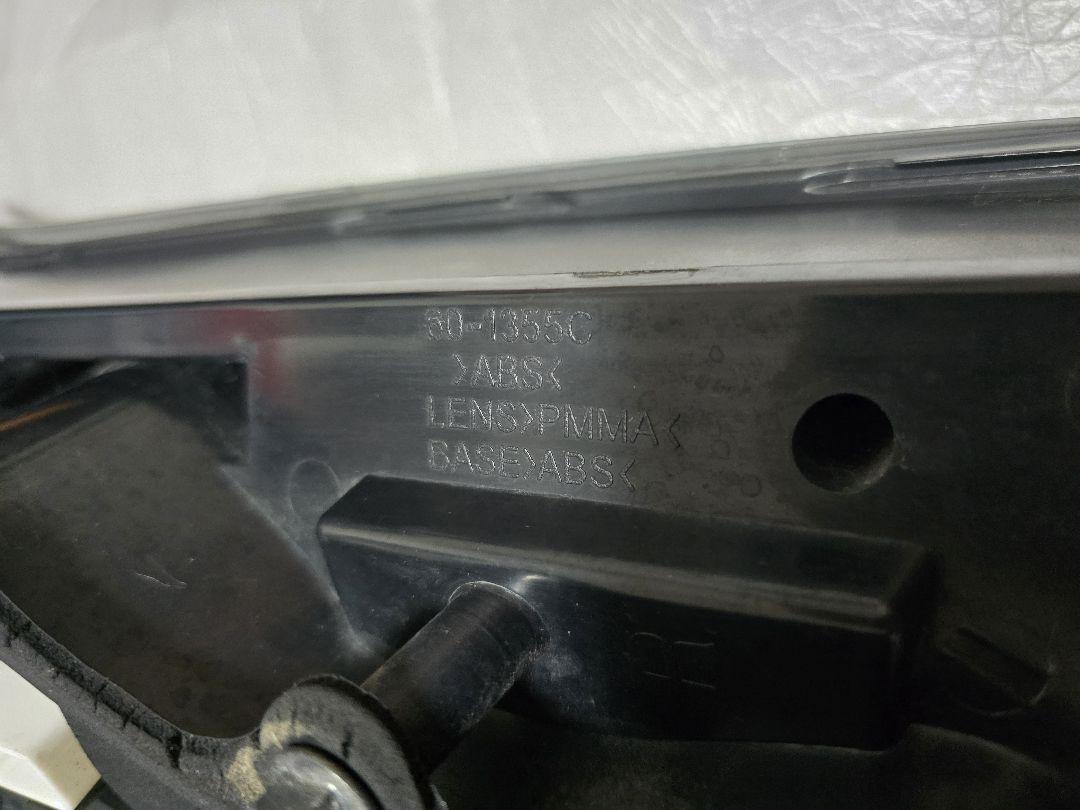 60-1355C
>ABS<
LENS>PMMA<
BASE>ABS<
R